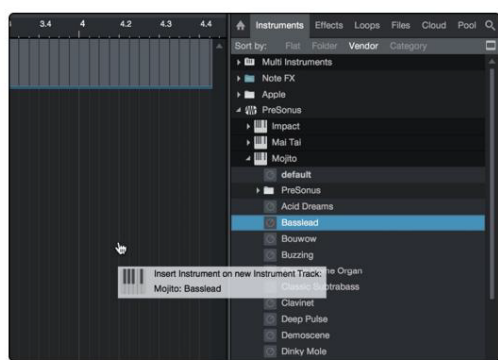 3.4 4 4.2 4.3 4.4
Instruments Effects Loops Files Cloud Pool
Sort by: Flat Folder Vendor Category
Multi Instruments
Note FX
Apple
PreSonus
Impact
Mai Tai
Mojito
default
PreSonus
Acid Dreams
Basslead
Bouwow
Buzzing
Insert Instrument on new Instrument Track:
Organ
Mojito: Basslead
Clavinet
Deep Pulse
Demoscene
Dinky Mole